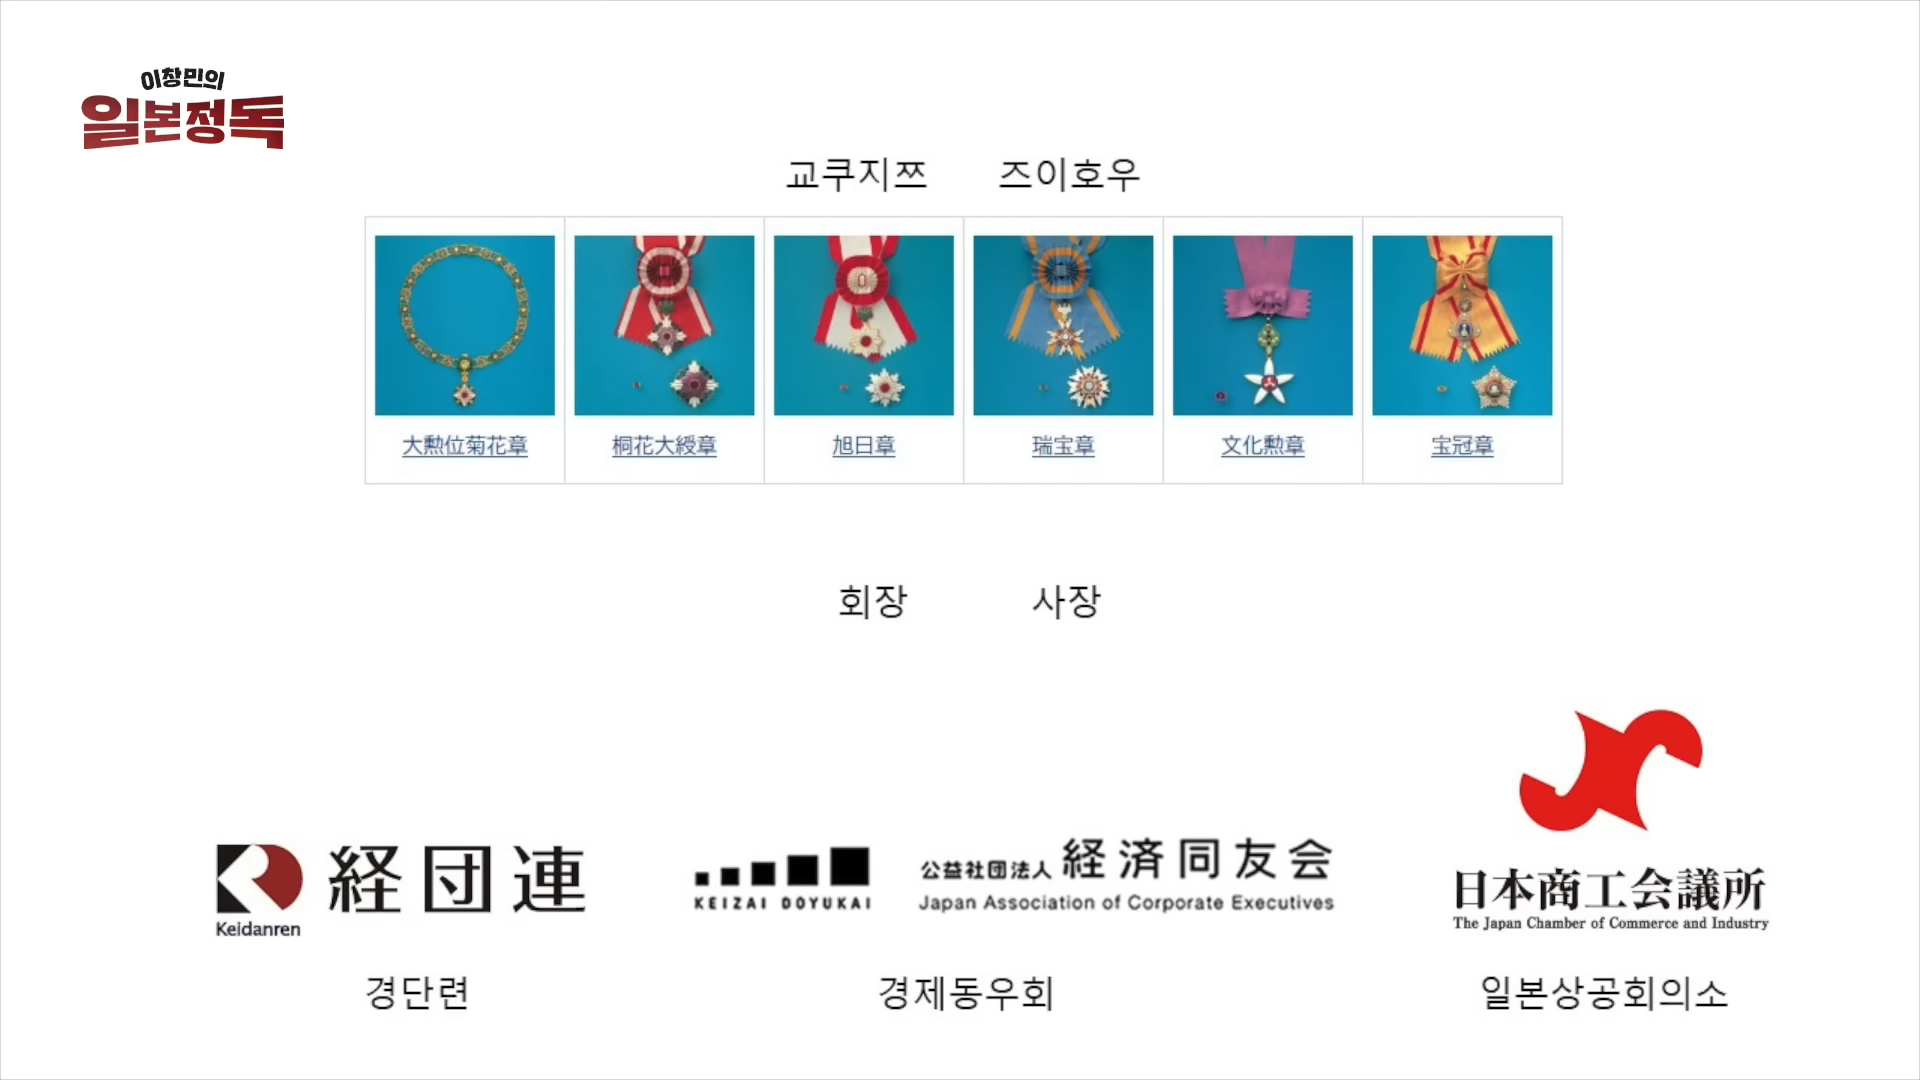 이창민의
일본정독
교쿠지쯔 즈이호우
大勲位菊花章 桐花大綬章 旭日章 瑞宝章 文化勲章 宝冠章
회장 사장
経団連
Keidanren
KEIZAI DOYUKAI
公益社団法人 経済同友会
Japan Association of Corporate Executives
日本商工会議所
The Japan Chamber of Commerce and Industry
경단련 경제동우회 일본상공회의소